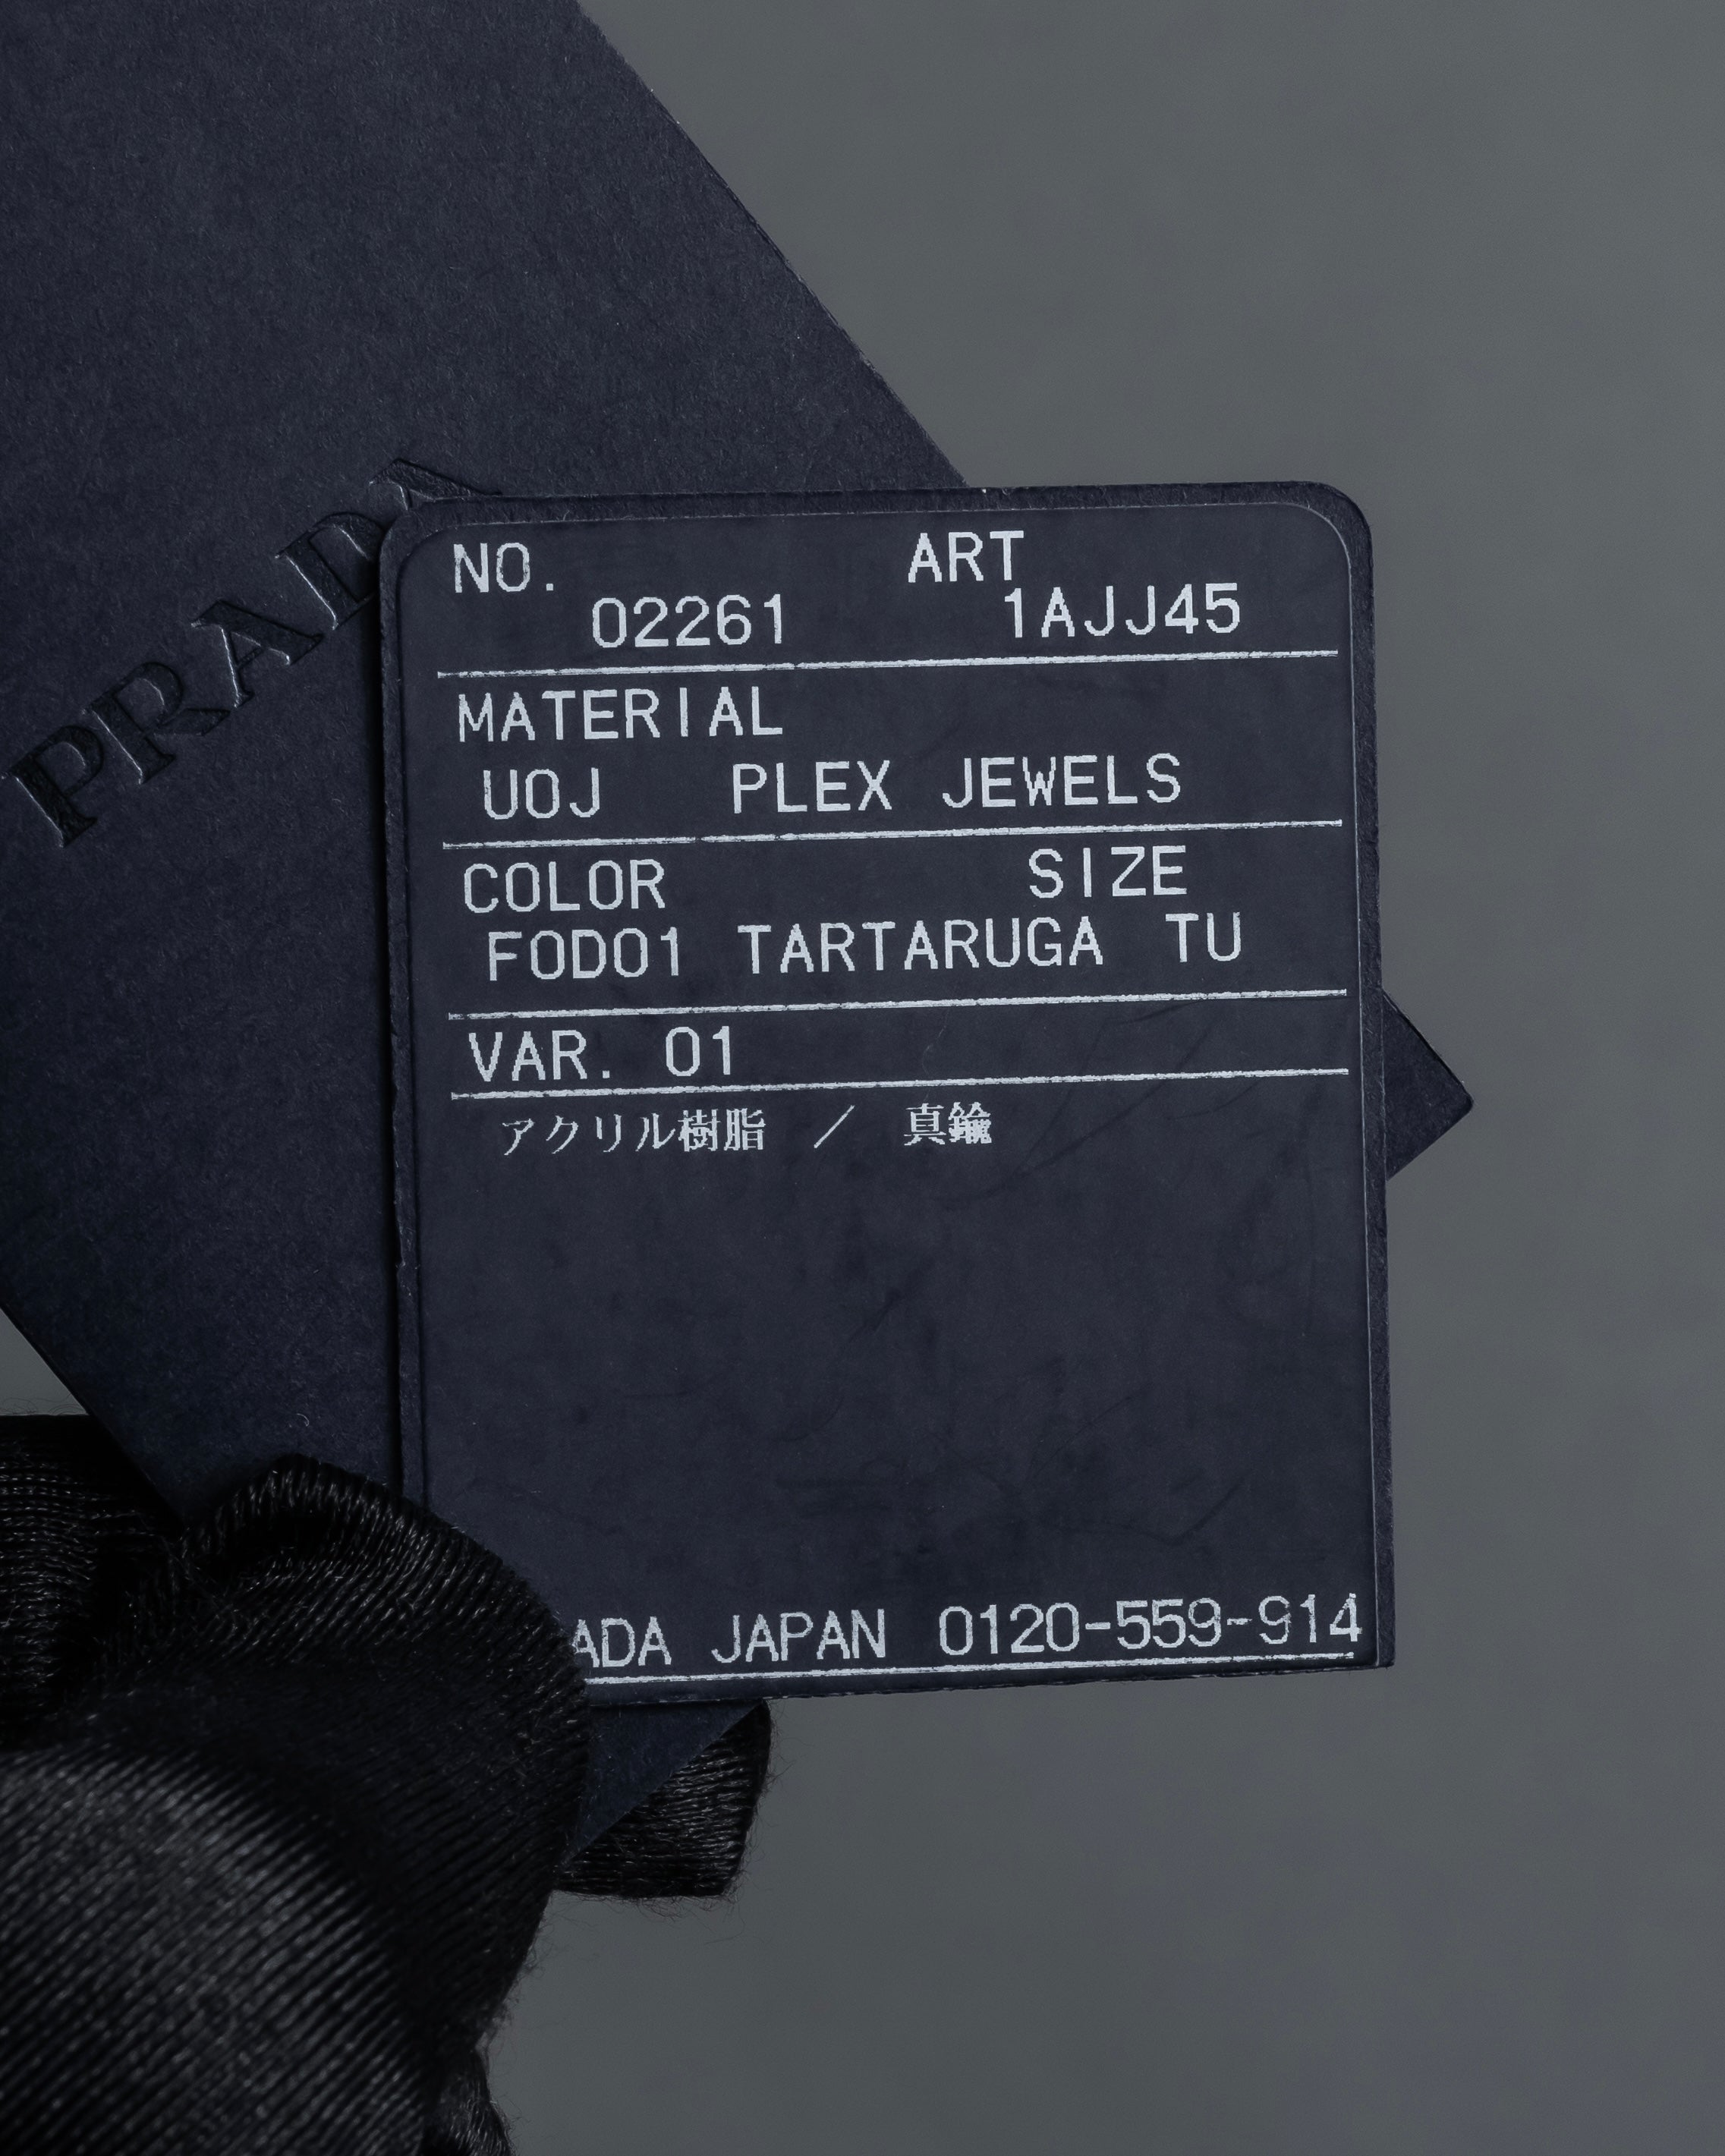 PRADA
NO. ART
02261 1AJJ45
MATERIAL
UOJ PLEX JEWELS
COLOR SIZE
F0D01 TARTARUGA TU
VAR. 01
アクリル樹脂 / 真鍮
ADA JAPAN 0120-559-914